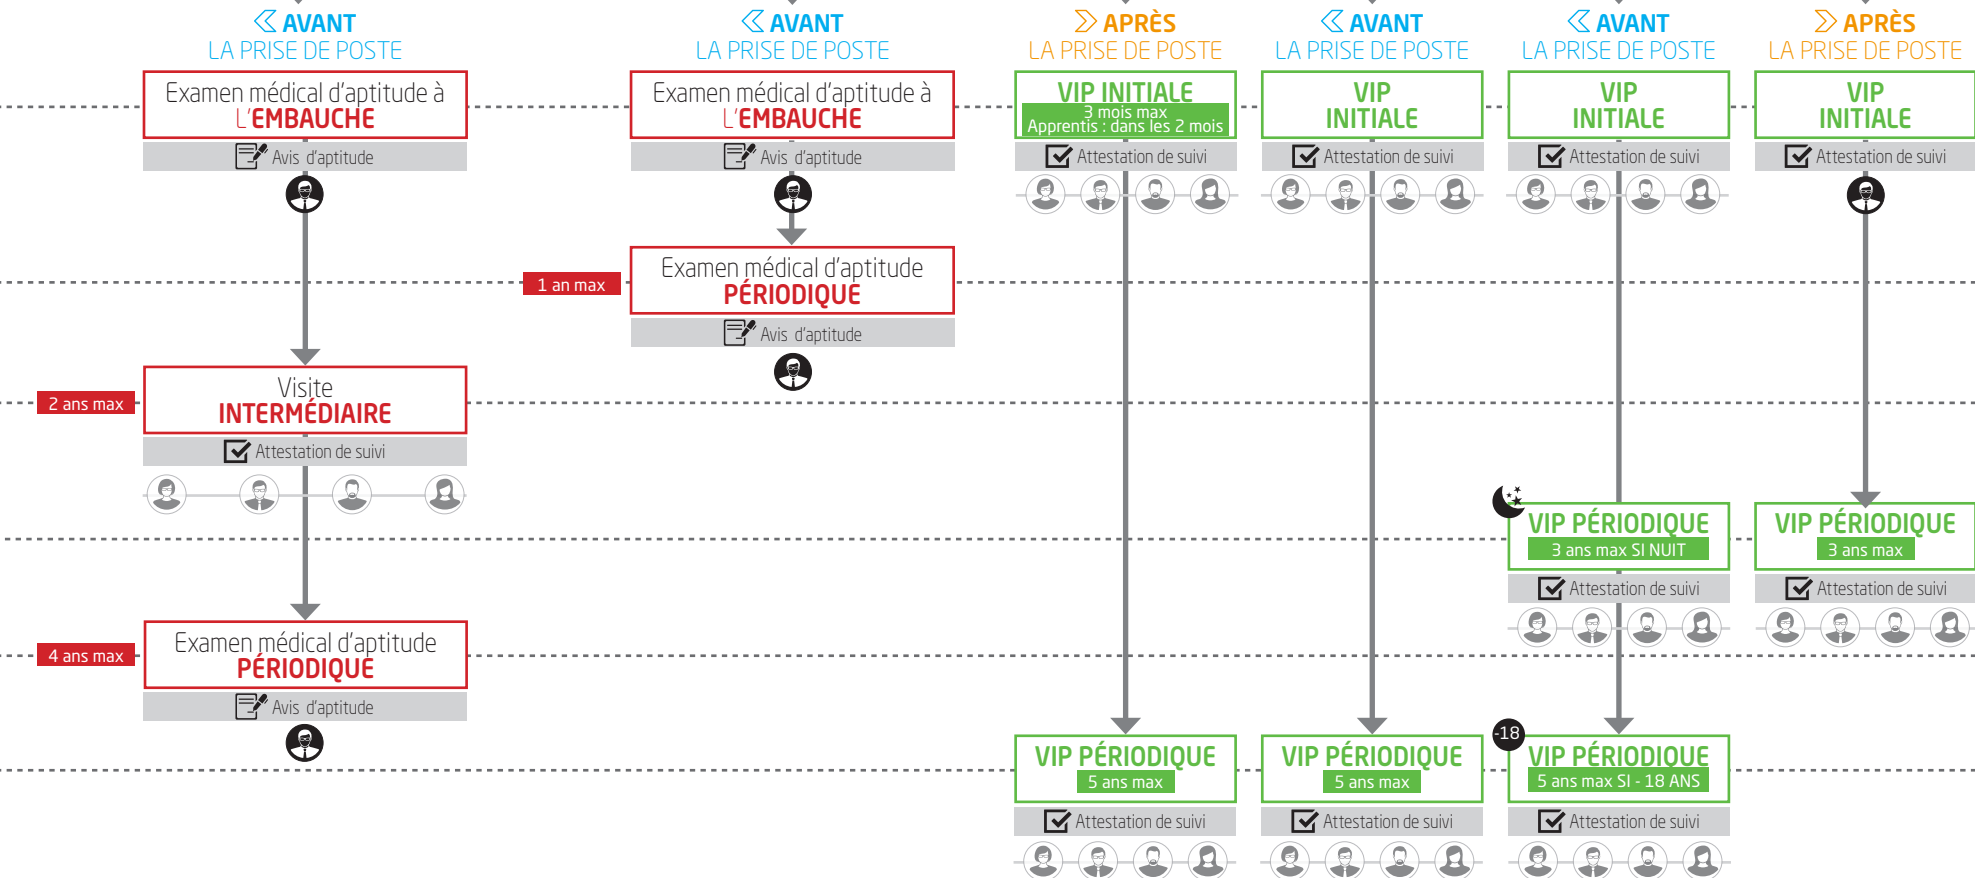 AVANT
LA PRISE DE POSTE
AVANT
LA PRISE DE POSTE
APRÈS
LA PRISE DE POSTE
AVANT
LA PRISE DE POSTE
AVANT
LA PRISE DE POSTE
APRÈS
LA PRISE DE POSTE
Examen médical d'aptitude à
L'EMBAUCHE
Avis d'aptitude
Examen médical d'aptitude à
L'EMBAUCHE
Avis d'aptitude
VIP INITIALE
3 mois max
Apprentis : dans les 2 mois
Attestation de suivi
VIP
INITIALE
Attestation de suivi
VIP
INITIALE
Attestation de suivi
VIP
INITIALE
Attestation de suivi
1 an max
Examen médical d'aptitude
PÉRIODIQUE
Avis d'aptitude
2 ans max
Visite
INTERMÉDIAIRE
Attestation de suivi
VIP PÉRIODIQUE
3 ans max SI NUIT
Attestation de suivi
VIP PÉRIODIQUE
3 ans max
Attestation de suivi
4 ans max
Examen médical d'aptitude
PÉRIODIQUE
Avis d'aptitude
VIP PÉRIODIQUE
5 ans max
Attestation de suivi
VIP PÉRIODIQUE
5 ans max
Attestation de suivi
-18
VIP PÉRIODIQUE
5 ans max SI - 18 ANS
Attestation de suivi